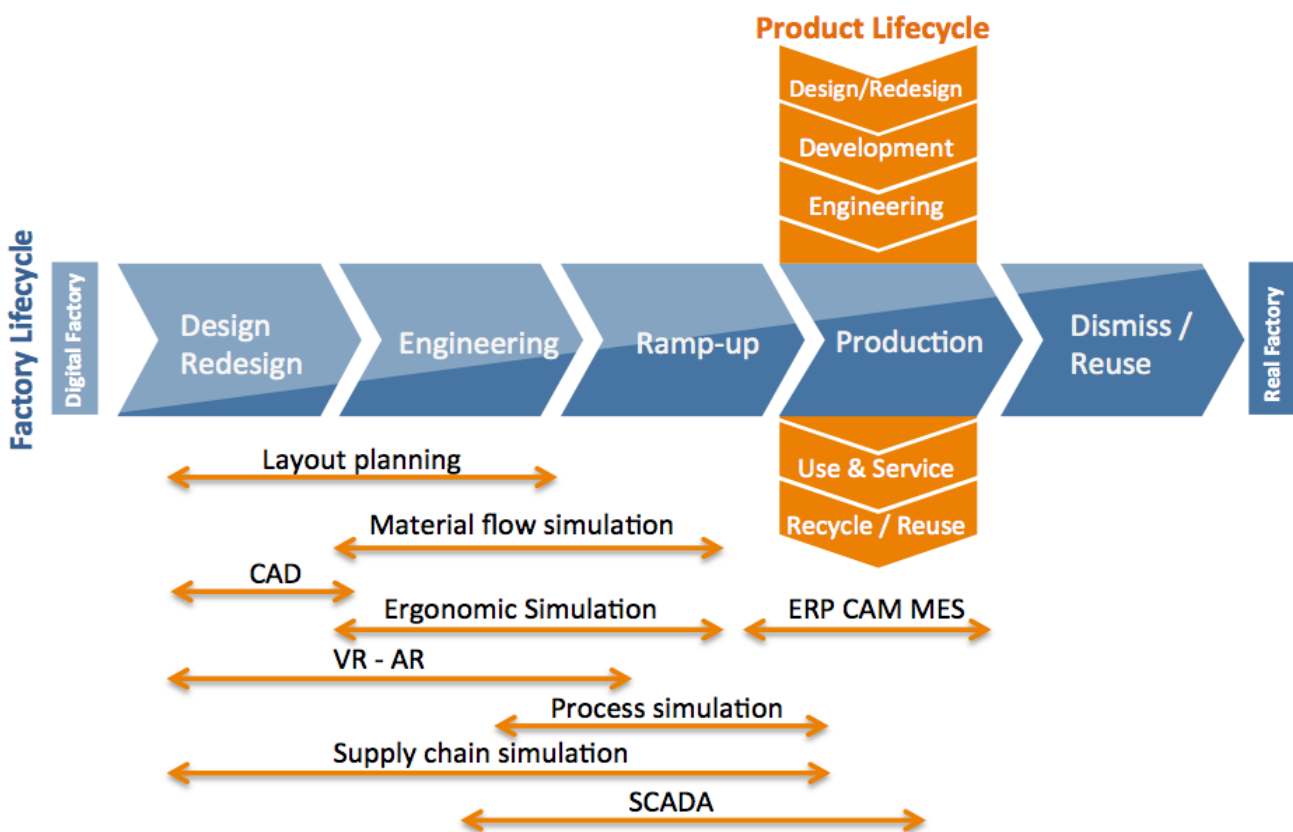 Product Lifecycle
Design/Redesign
Development
Engineering
Factory Lifecycle
Digital Factory
Design
Redesign
Engineering
Ramp-up
Production
Dismiss /
Reuse
Real Factory
Use & Service
Recycle / Reuse
Layout planning
Material flow simulation
CAD
Ergonomic Simulation
ERP CAM MES
VR - AR
Process simulation
Supply chain simulation
SCADA